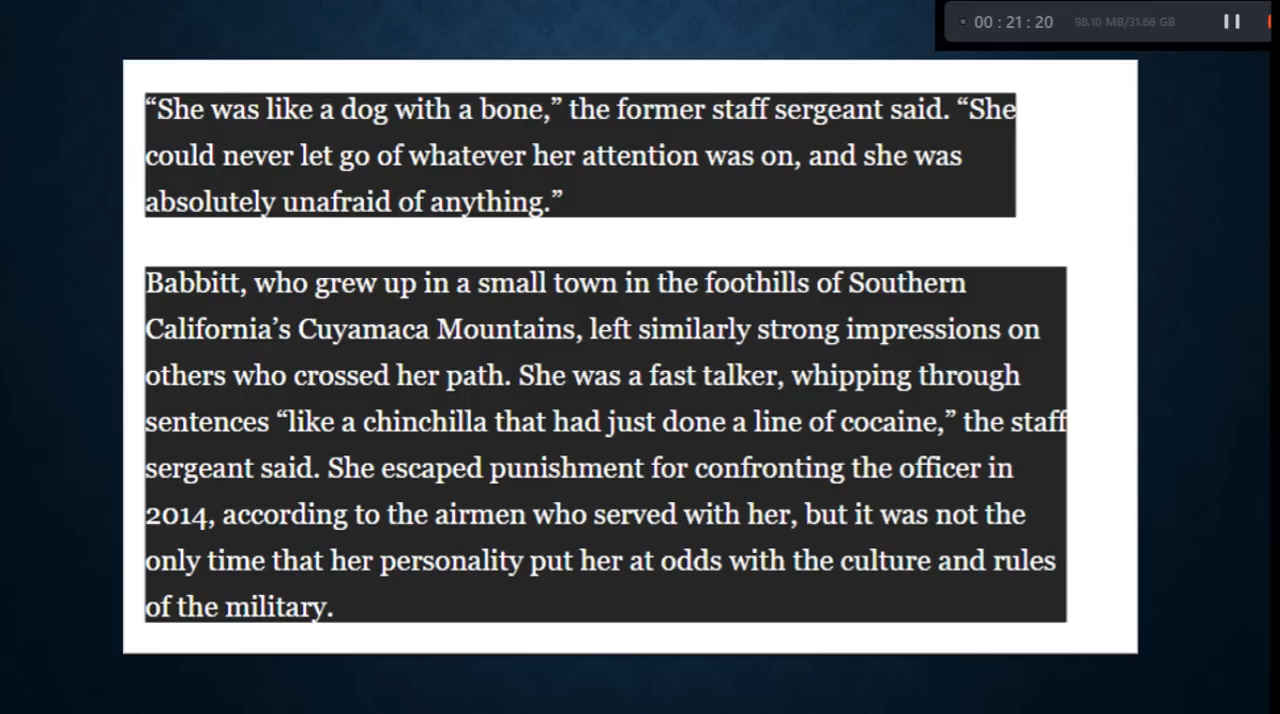 00 : 21 : 20 98.10 MB/31.66 GB
“She was like a dog with a bone,” the former staff sergeant said. “She
could never let go of whatever her attention was on, and she was
absolutely unafraid of anything.”
Babbitt, who grew up in a small town in the foothills of Southern
California’s Cuyamaca Mountains, left similarly strong impressions on
others who crossed her path. She was a fast talker, whipping through
sentences “like a chinchilla that had just done a line of cocaine,” the staff
sergeant said. She escaped punishment for confronting the officer in
2014, according to the airmen who served with her, but it was not the
only time that her personality put her at odds with the culture and rules
of the military.